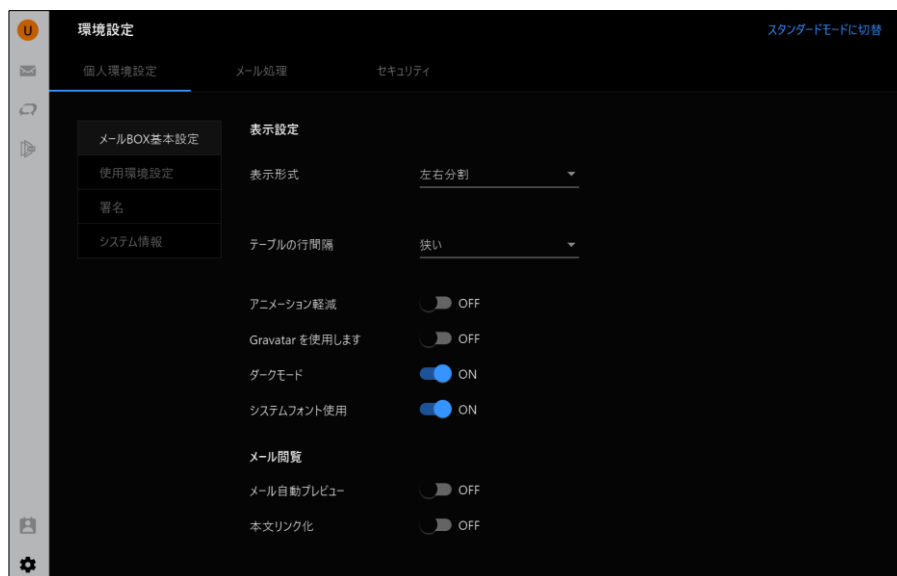 U
環境設定
スタンダードモードに切替
個人環境設定 メール処理 セキュリティ
メールBOX基本設定
使用環境設定
署名
システム情報
表示設定
表示形式 左右分割
テーブルの行間隔 狭い
アニメーション軽減 OFF
Gravatar を使用します OFF
ダークモード ON
システムフォント使用 ON
メール閲覧
メール自動プレビュー OFF
本文リンク化 OFF